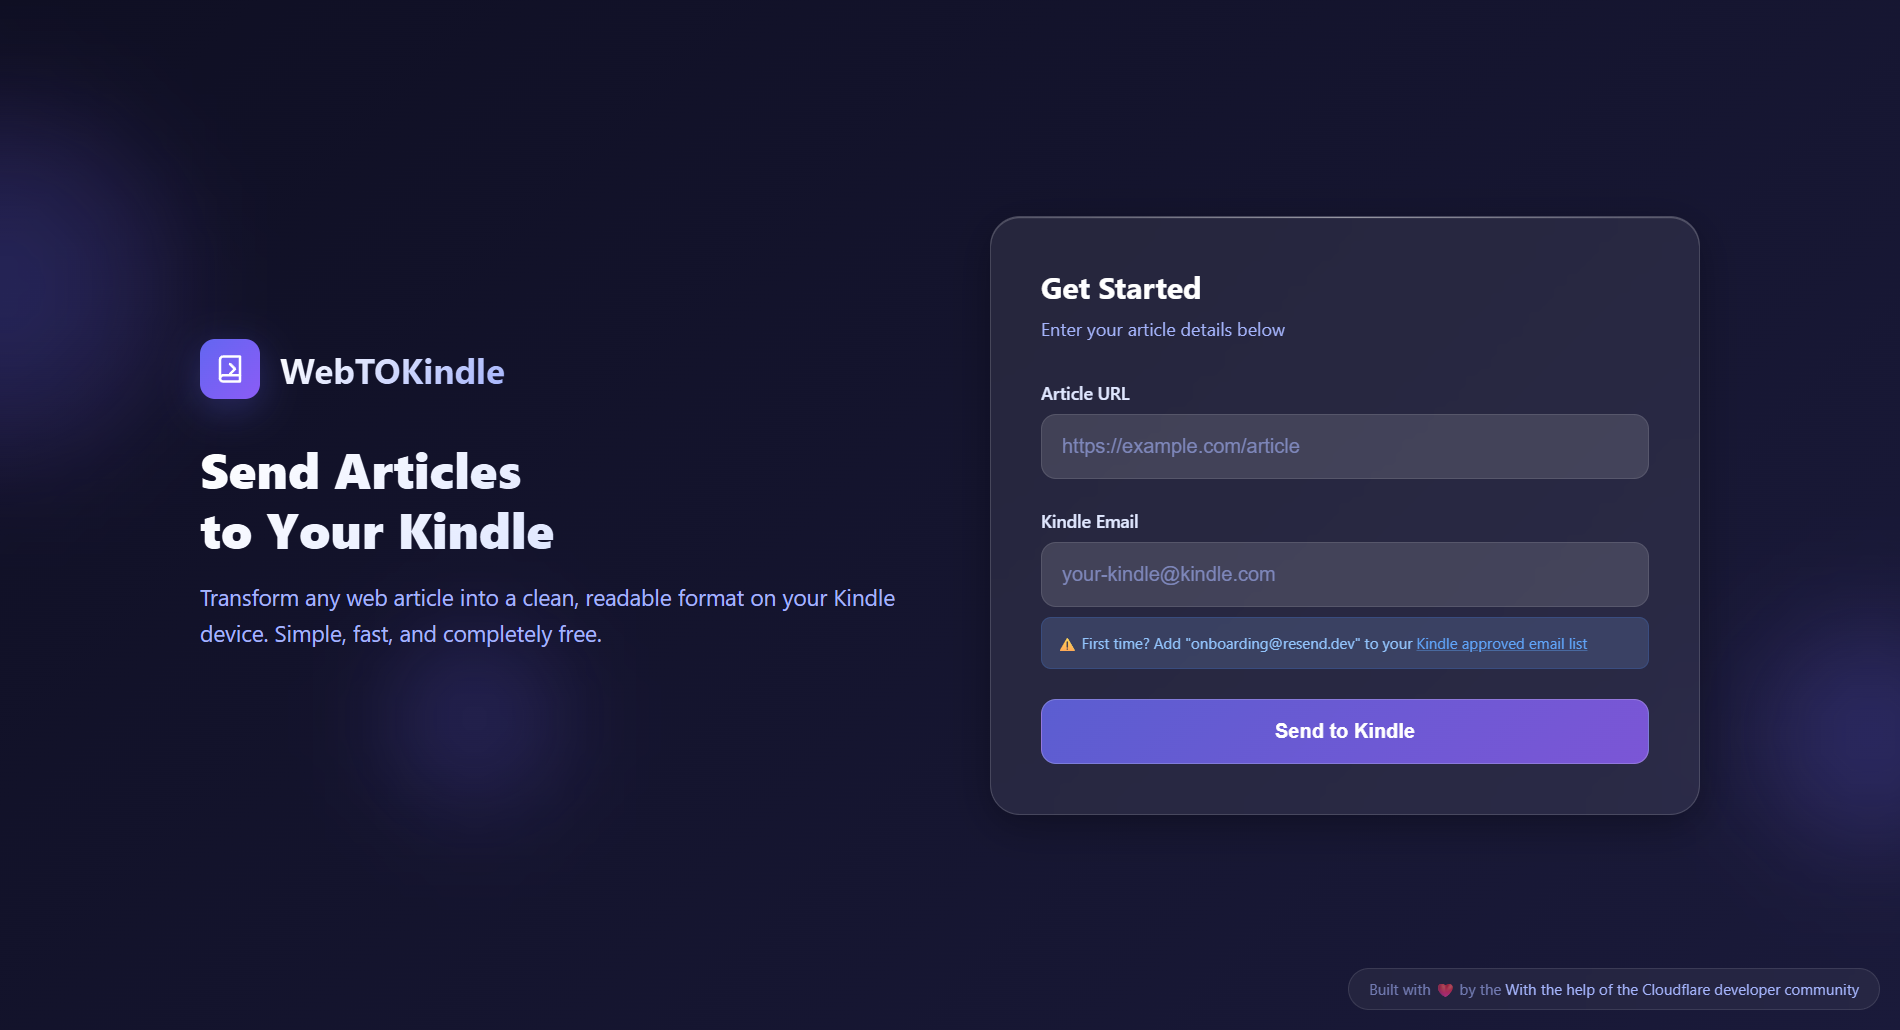 WebTOKindle
Send Articles
to Your Kindle
Transform any web article into a clean, readable format on your Kindle
device. Simple, fast, and completely free.
Get Started
Enter your article details below
Article URL
https://example.com/article
Kindle Email
your-kindle@kindle.com
⚠️ First time? Add "onboarding@resend.dev" to your Kindle approved email list
Send to Kindle
Built with ❤️ by the With the help of the Cloudflare developer community